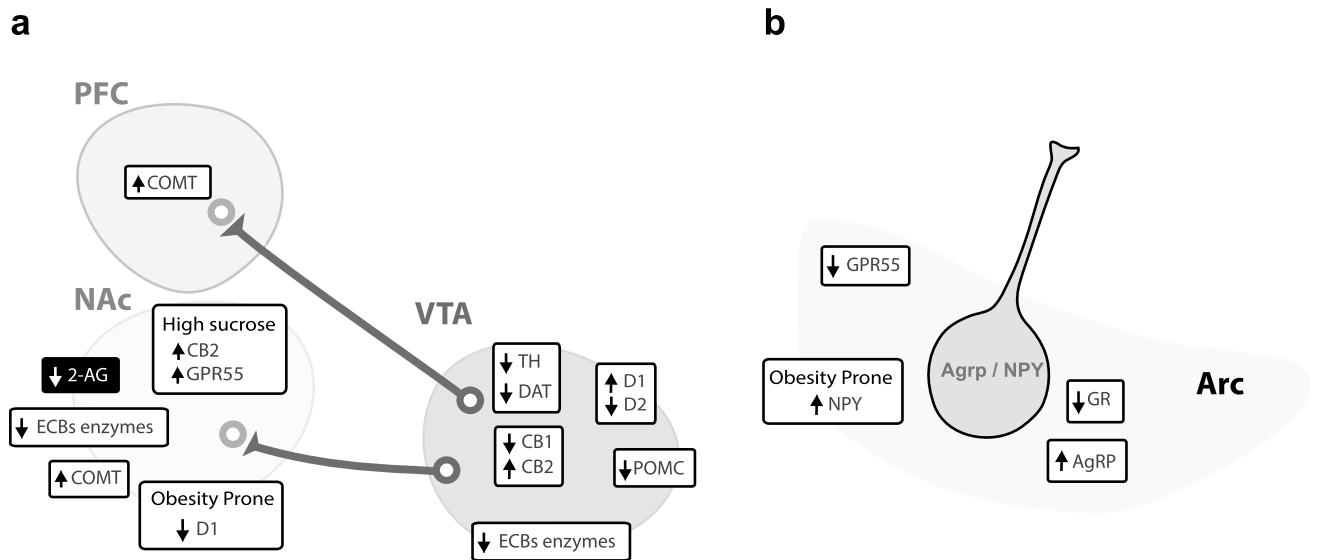 a
PFC
↑ COMT
NAc
High sucrose
↑ CB2
↑ GPR55
↓ 2-AG
↓ ECBs enzymes
↑ COMT
Obesity Prone
↓ D1
VTA
↓ TH
↓ DAT
↑ D1
↓ D2
↓ CB1
↑ CB2
↓ POMC
↓ ECBs enzymes
b
↓ GPR55
Obesity Prone
↑ NPY
Agrp / NPY
↓ GR
↑ AgRP
Arc